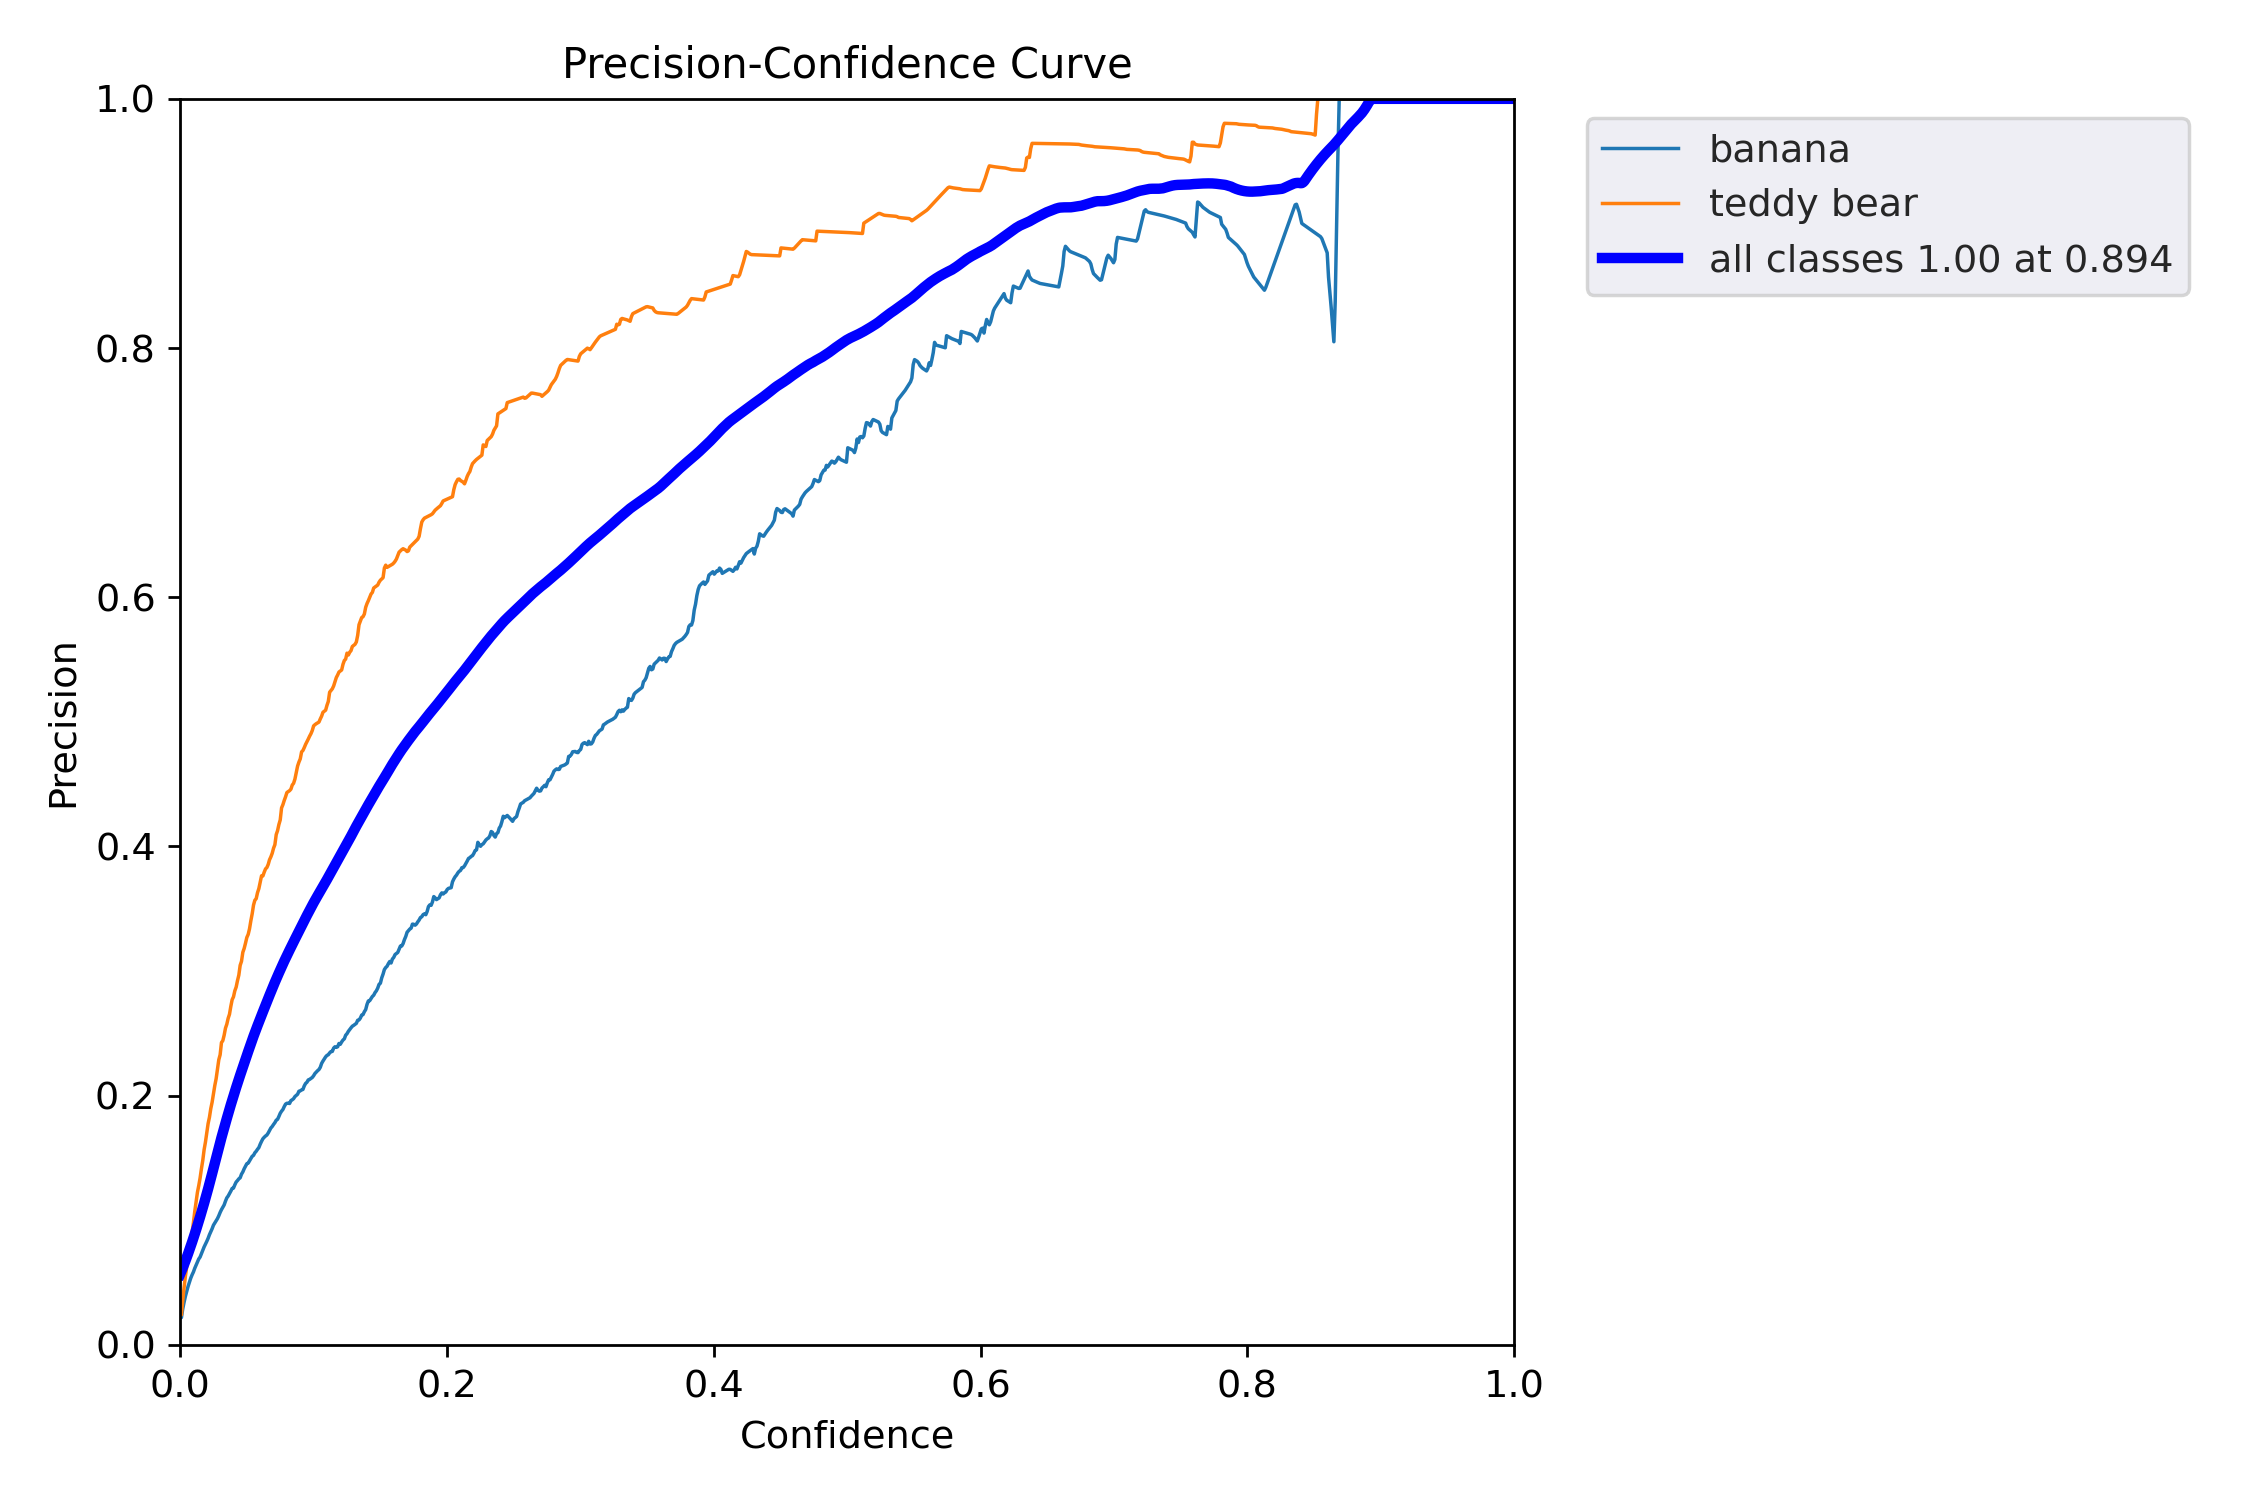 Precision-Confidence Curve
banana
teddy bear
all classes 1.00 at 0.894
Precision
1.0
0.8
0.6
0.4
0.2
0.0
0.0 0.2 0.4 0.6 0.8 1.0
Confidence